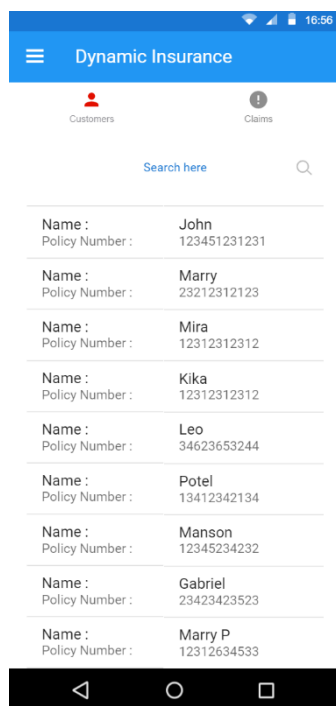 16:56
Dynamic Insurance
Customers Claims
Search here
Name : John
Policy Number : 123451231231
Name : Marry
Policy Number : 23212312123
Name : Mira
Policy Number : 12312312312
Name : Kika
Policy Number : 12312312312
Name : Leo
Policy Number : 34623653244
Name : Potel
Policy Number : 13412342134
Name : Manson
Policy Number : 12345234232
Name : Gabriel
Policy Number : 23423423523
Name : Marry P
Policy Number : 12312634533